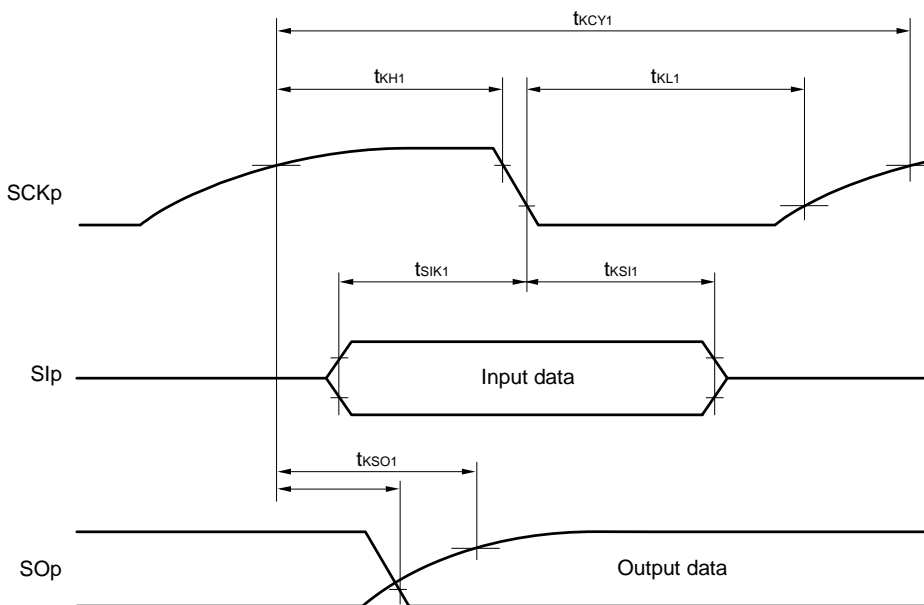 tKCY1
tKH1
tKL1
SCKp
tSIK1
tKSI1
SIp
Input data
tKSO1
SOp
Output data